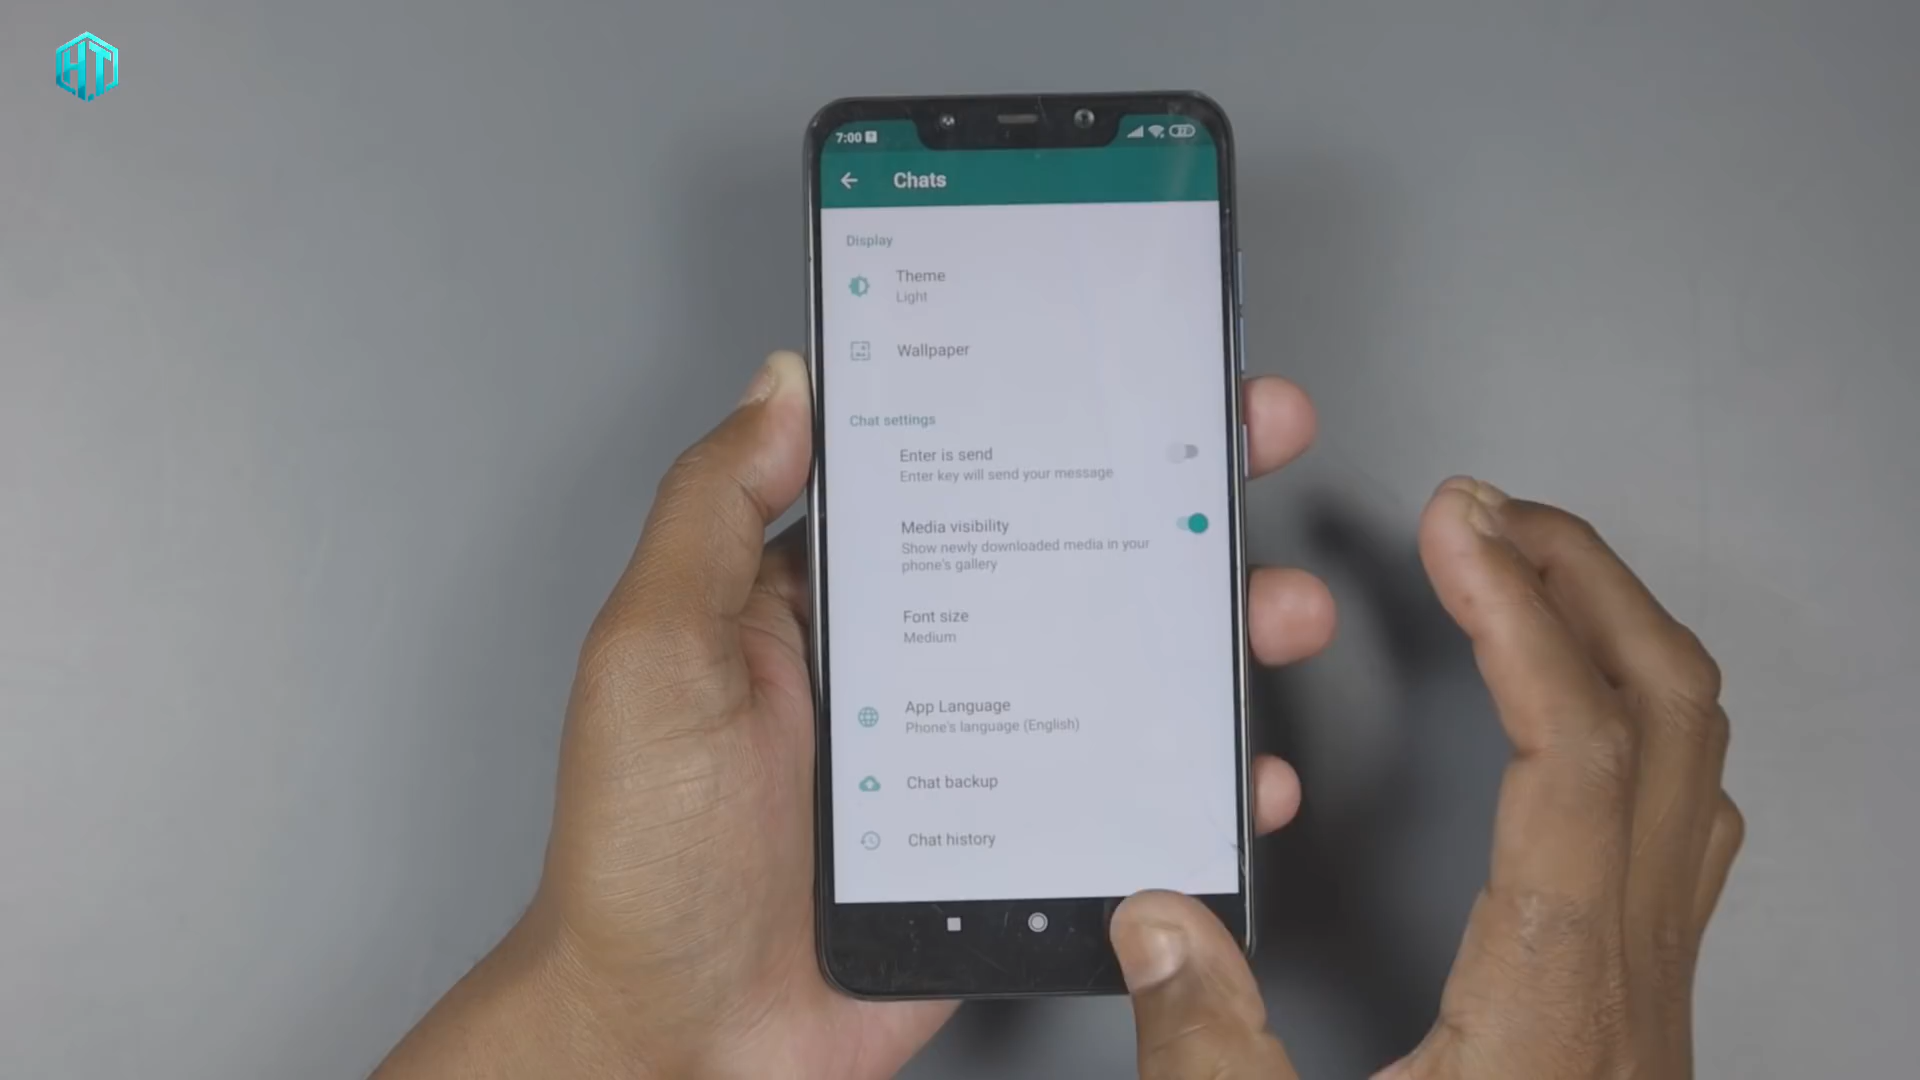 HT
7:00
22
Chats
Display
Theme
Light
Wallpaper
Chat settings
Enter is send
Enter key will send your message
Media visibility
Show newly downloaded media in your
phone's gallery
Font size
Medium
App Language
Phone's language (English)
Chat backup
Chat history